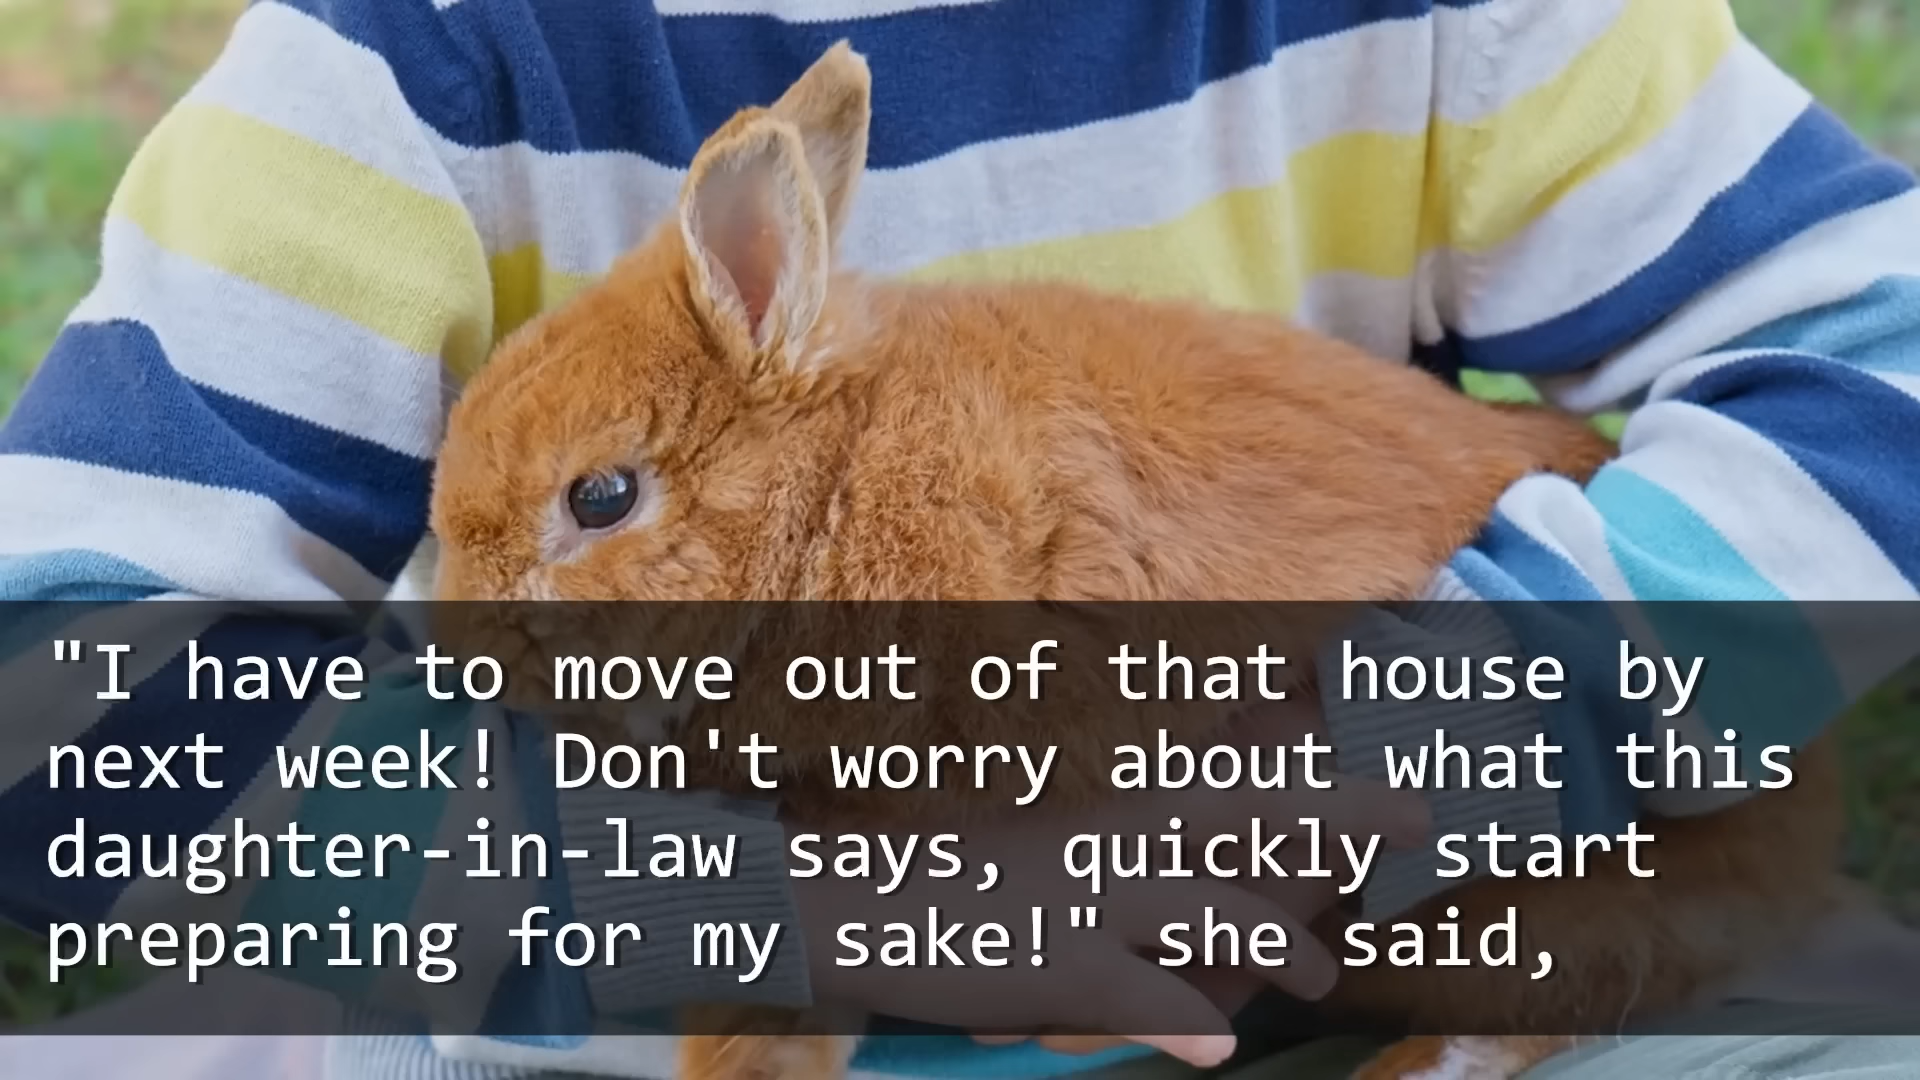 "I have to move out of that house by
next week! Don't worry about what this
daughter-in-law says, quickly start
preparing for my sake!" she said,